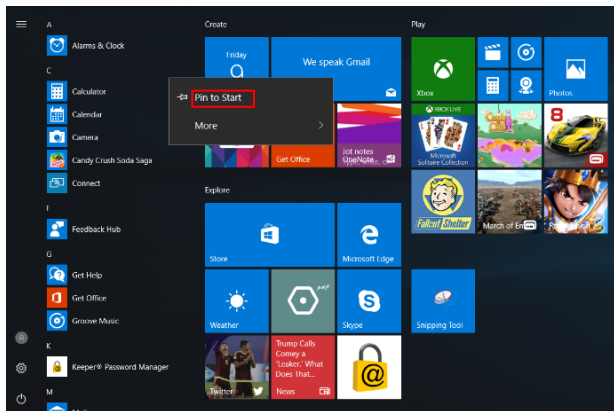 A
Alarms & Clock
C
Calculator
Calendar
Camera
Candy Crush Soda Saga
Connect
F
Feedback Hub
G
Get Help
Get Office
Groove Music
K
Keeper® Password Manager
M
Pin to Start
More
Create
Friday
We speak Gmail
Get Office
Jot notes
OneNote
Explore
Store
Microsoft Edge
Weather
Skype
Trump Calls
Comey a
'Leaker.' What
Does That...
Twitter
News
Play
Xbox
Photos
XBOX LIVE
Microsoft
Solitaire Collection
8
Fallout Shelter
March of Em
Snipping Tool